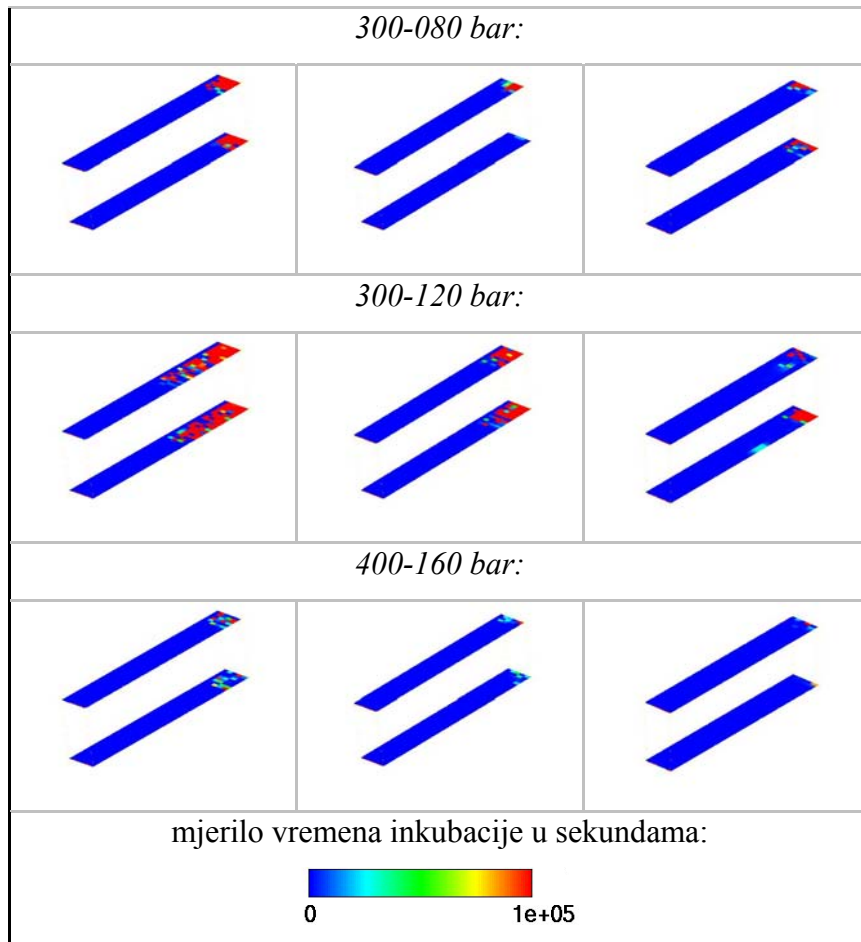 300-080 bar:
300-120 bar:
400-160 bar:
mjerilo vremena inkubacije u sekundama:
0 1e+05